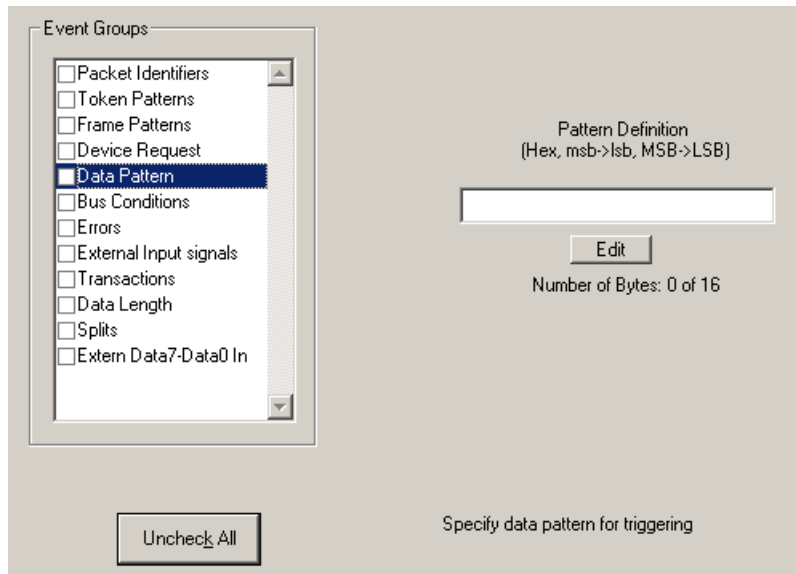 Event Groups
Packet Identifiers
Token Patterns
Frame Patterns
Device Request
Data Pattern
Bus Conditions
Errors
External Input signals
Transactions
Data Length
Splits
Extern Data7-Data0 In
Uncheck All
Pattern Definition
(Hex, msb->lsb, MSB->LSB)
Edit
Number of Bytes: 0 of 16
Specify data pattern for triggering